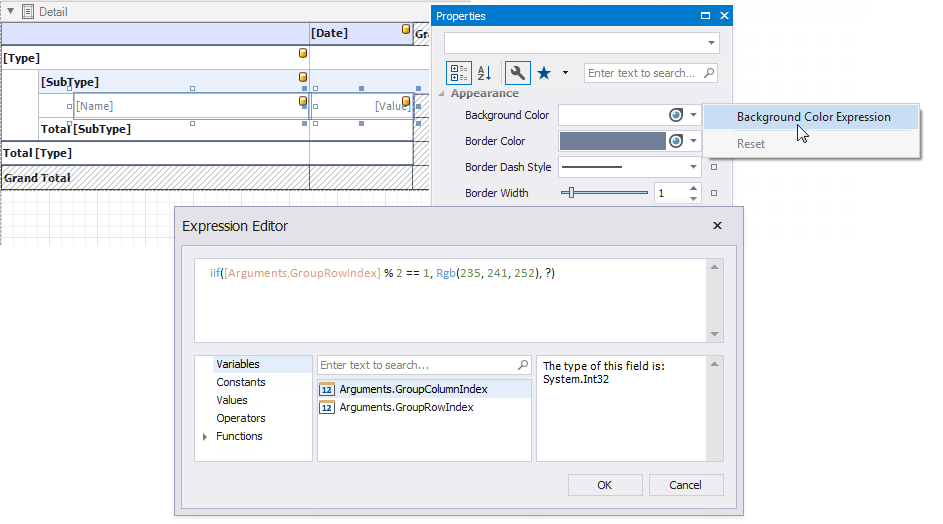 Detail
[Date]
Gr
[Type]
[SubType]
[Name] [Value]
Total [SubType]
Total [Type]
Grand Total
Properties
A
Z
Enter text to search...
Appearance
Background Color
Border Color
Border Dash Style
Border Width 1
Background Color Expression
Reset
Expression Editor
iif([Arguments.GroupRowIndex] % 2 == 1, Rgb(235, 241, 252), ?)
Variables
Constants
Values
Operators
Functions
Enter text to search...
12 Arguments.GroupColumnIndex
12 Arguments.GroupRowIndex
The type of this field is:
System.Int32
OK Cancel